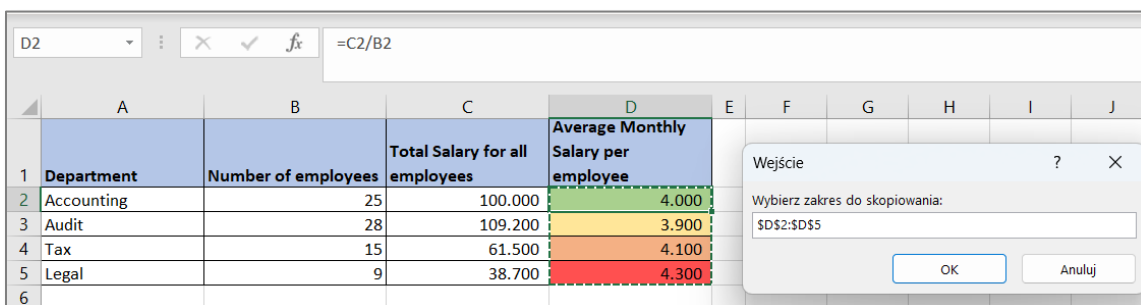 D2 fx =C2/B2
A B C D E F G H I J
Average Monthly
Total Salary for all Salary per
1 Department Number of employees employees employee
2 Accounting 25 100.000 4.000
3 Audit 28 109.200 3.900
4 Tax 15 61.500 4.100
5 Legal 9 38.700 4.300
6
Wejście ?
Wybierz zakres do skopiowania:
$D$2:$D$5
OK Anuluj